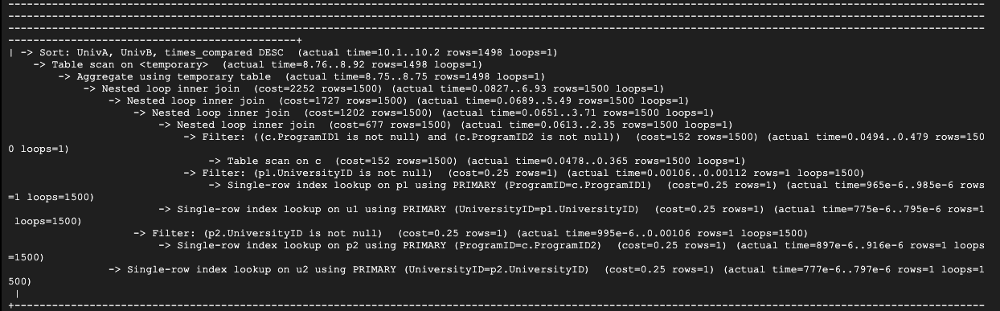 --------------------------------------------------------------------------------------------------------------------------------------------------------------
--------------------------------------------------------------------------------------------------------------------------------------------------------------
--------------------------------------------------------------------------------------------------------------------------------------------------------------
----------------------------------------------+
| -> Sort: UnivA, UnivB, times_compared DESC  (actual time=10.1..10.2 rows=1498 loops=1)
    -> Table scan on <temporary>  (actual time=8.76..8.92 rows=1498 loops=1)
        -> Aggregate using temporary table  (actual time=8.75..8.75 rows=1498 loops=1)
            -> Nested loop inner join  (cost=2252 rows=1500) (actual time=0.0827..6.93 rows=1500 loops=1)
                -> Nested loop inner join  (cost=1727 rows=1500) (actual time=0.0689..5.49 rows=1500 loops=1)
                    -> Nested loop inner join  (cost=1202 rows=1500) (actual time=0.0651..3.71 rows=1500 loops=1)
                        -> Nested loop inner join  (cost=677 rows=1500) (actual time=0.0613..2.35 rows=1500 loops=1)
                            -> Filter: ((c.ProgramID1 is not null) and (c.ProgramID2 is not null))  (cost=152 rows=1500) (actual time=0.0494..0.479 rows=150
0 loops=1)
                                -> Table scan on c  (cost=152 rows=1500) (actual time=0.0478..0.365 rows=1500 loops=1)
                            -> Filter: (p1.UniversityID is not null)  (cost=0.25 rows=1) (actual time=0.00106..0.00112 rows=1 loops=1500)
                                -> Single-row index lookup on p1 using PRIMARY (ProgramID=c.ProgramID1)  (cost=0.25 rows=1) (actual time=965e-6..985e-6 rows
=1 loops=1500)
                        -> Single-row index lookup on u1 using PRIMARY (UniversityID=p1.UniversityID)  (cost=0.25 rows=1) (actual time=775e-6..795e-6 rows=1
 loops=1500)
                    -> Filter: (p2.UniversityID is not null)  (cost=0.25 rows=1) (actual time=995e-6..0.00106 rows=1 loops=1500)
                        -> Single-row index lookup on p2 using PRIMARY (ProgramID=c.ProgramID2)  (cost=0.25 rows=1) (actual time=897e-6..916e-6 rows=1 loops
=1500)
                -> Single-row index lookup on u2 using PRIMARY (UniversityID=p2.UniversityID)  (cost=0.25 rows=1) (actual time=777e-6..797e-6 rows=1 loops=1
500)
 |
+-------------------------------------------------------------------------------------------------------------------------------------------------------------